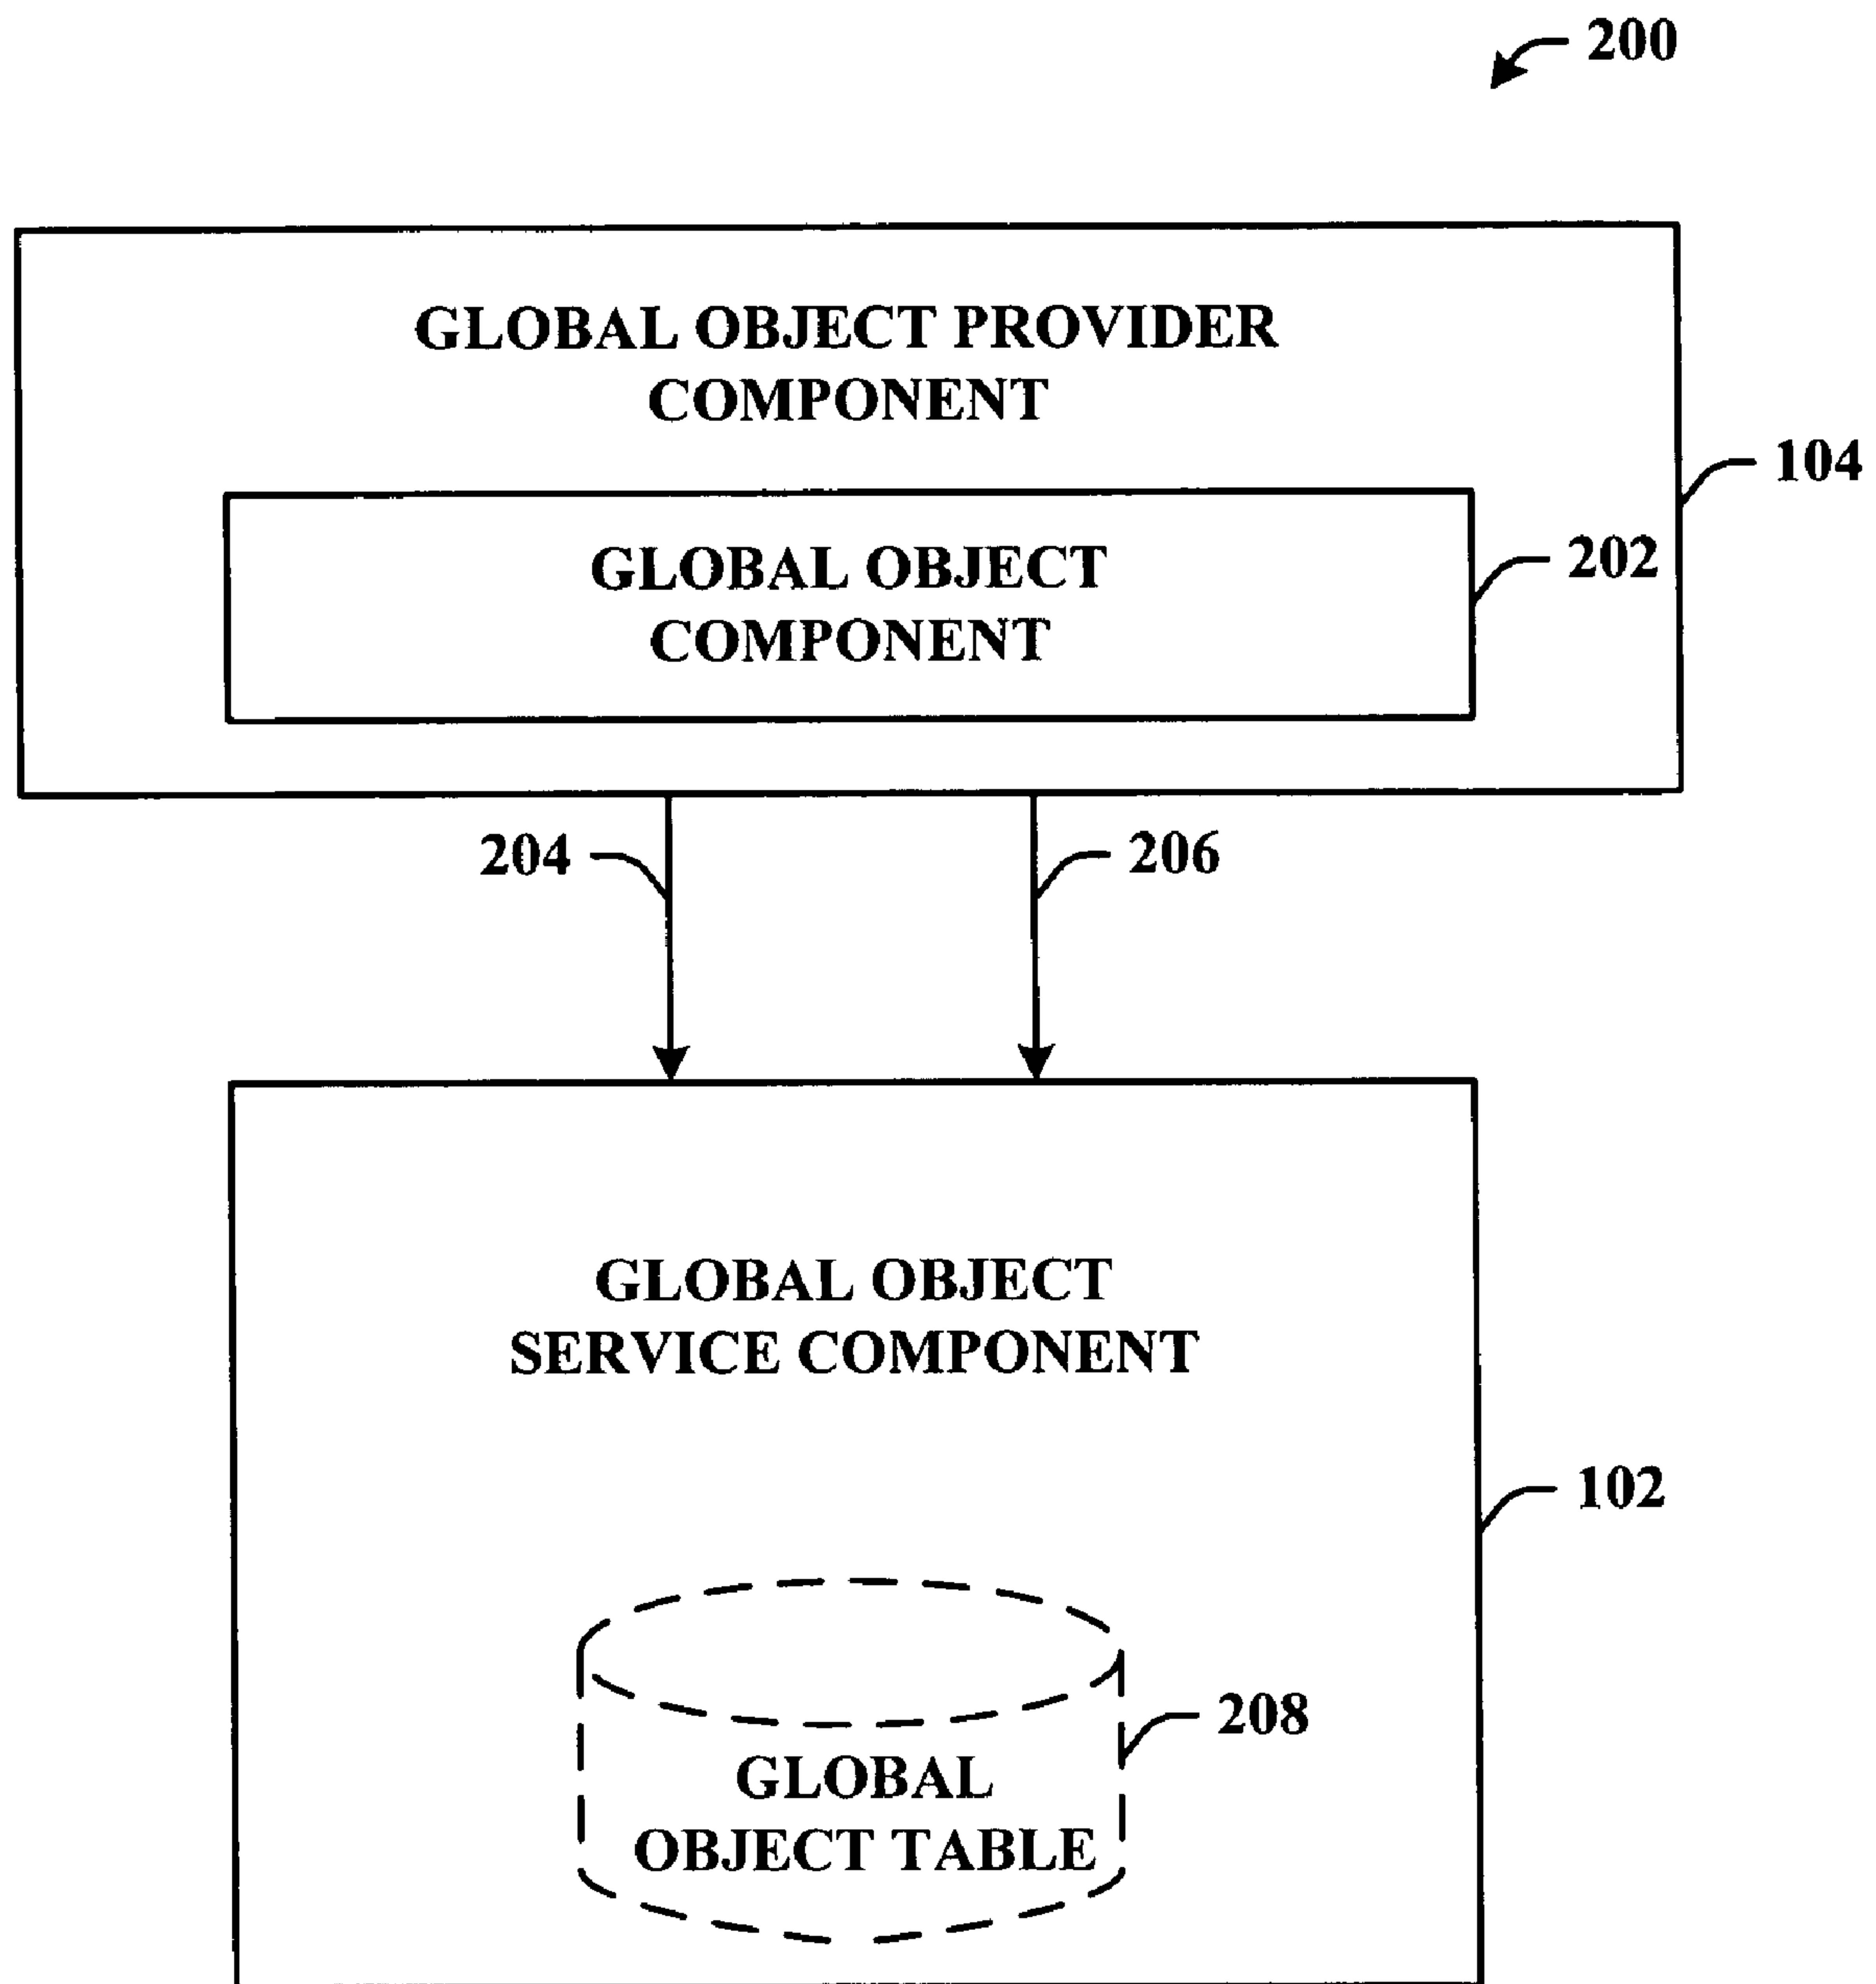 200
GLOBAL OBJECT PROVIDER
COMPONENT
104
GLOBAL OBJECT
COMPONENT
202
204
206
GLOBAL OBJECT
SERVICE COMPONENT
102
208
GLOBAL
OBJECT TABLE